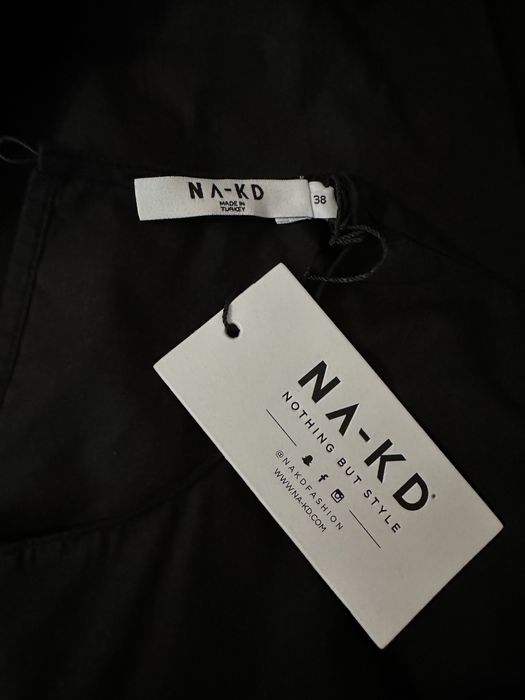 NA-KD
MADE IN
TURKEY
38
NA-KD®
NOTHING BUT STYLE
@NAKDFASHION
WWW.NA-KD.COM